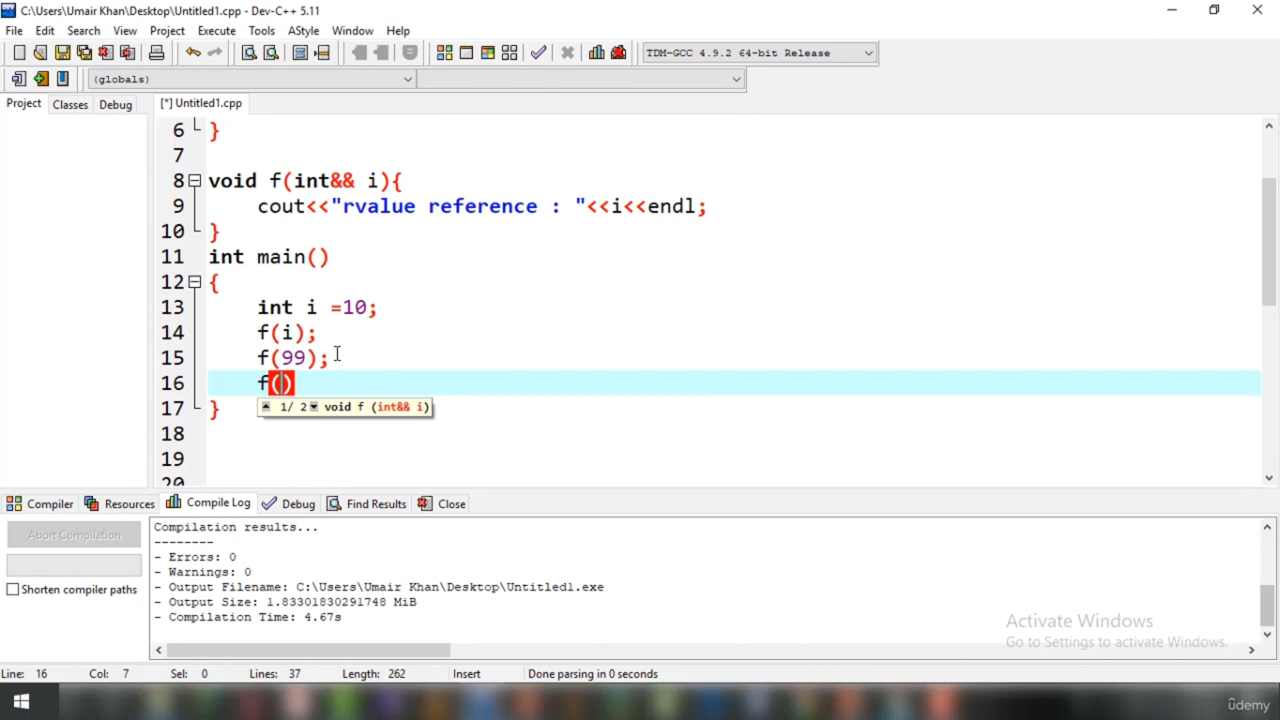 C:\Users\Umair Khan\Desktop\Untitled1.cpp - Dev-C++ 5.11
File Edit Search View Project Execute Tools AStyle Window Help
TDM-GCC 4.9.2 64-bit Release
(globals)
Project Classes Debug [*] Untitled1.cpp
6 }
7
8 void f(int&& i){
9 cout<<"rvalue reference : "<<i<<endl;
10 }
11 int main()
12 {
13 int i =10;
14 f(i);
15 f(99);
16 f()
17 }
1/ 2 void f (int&& i)
18
19
20
Compiler Resources Compile Log Debug Find Results Close
Abort Compilation
Shorten compiler paths
Compilation results...
--------
- Errors: 0
- Warnings: 0
- Output Filename: C:\Users\Umair Khan\Desktop\Untitled1.exe
- Output Size: 1.83301830291748 MiB
- Compilation Time: 4.67s
Activate Windows
Go to Settings to activate Windows.
Line: 16 Col: 7 Sel: 0 Lines: 37 Length: 262 Insert Done parsing in 0 seconds
ûdemy